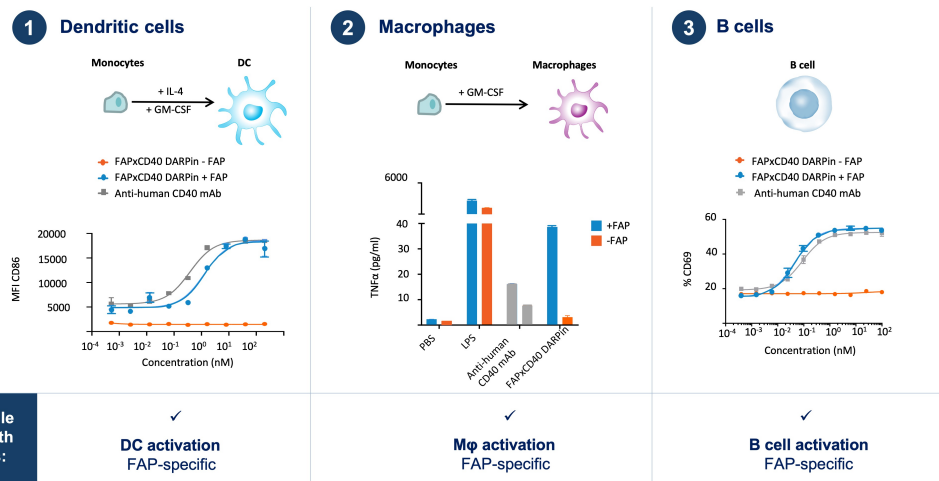 1 Dendritic cells
Monocytes
DC
+ IL-4
+ GM-CSF
FAPxCD40 DARPin - FAP
FAPxCD40 DARPin + FAP
Anti-human CD40 mAb
MFI CD86
20000
15000
10000
5000
10-4 10-3 10-2 10-1 100 101 102
Concentration (nM)
2 Macrophages
Monocytes
Macrophages
+ GM-CSF
TNFα (pg/ml)
6000
40
30
20
10
+FAP
-FAP
PBS
LPS
Anti-human
CD40 mAb
FAPxCD40 DARPin
3 B cells
B cell
FAPxCD40 DARPin - FAP
FAPxCD40 DARPin + FAP
Anti-human CD40 mAb
% CD69
60
40
20
10-4 10-3 10-2 10-1 100 101 102
Concentration (nM)
le
th
:
✓
DC activation
FAP-specific
✓
Mφ activation
FAP-specific
✓
B cell activation
FAP-specific